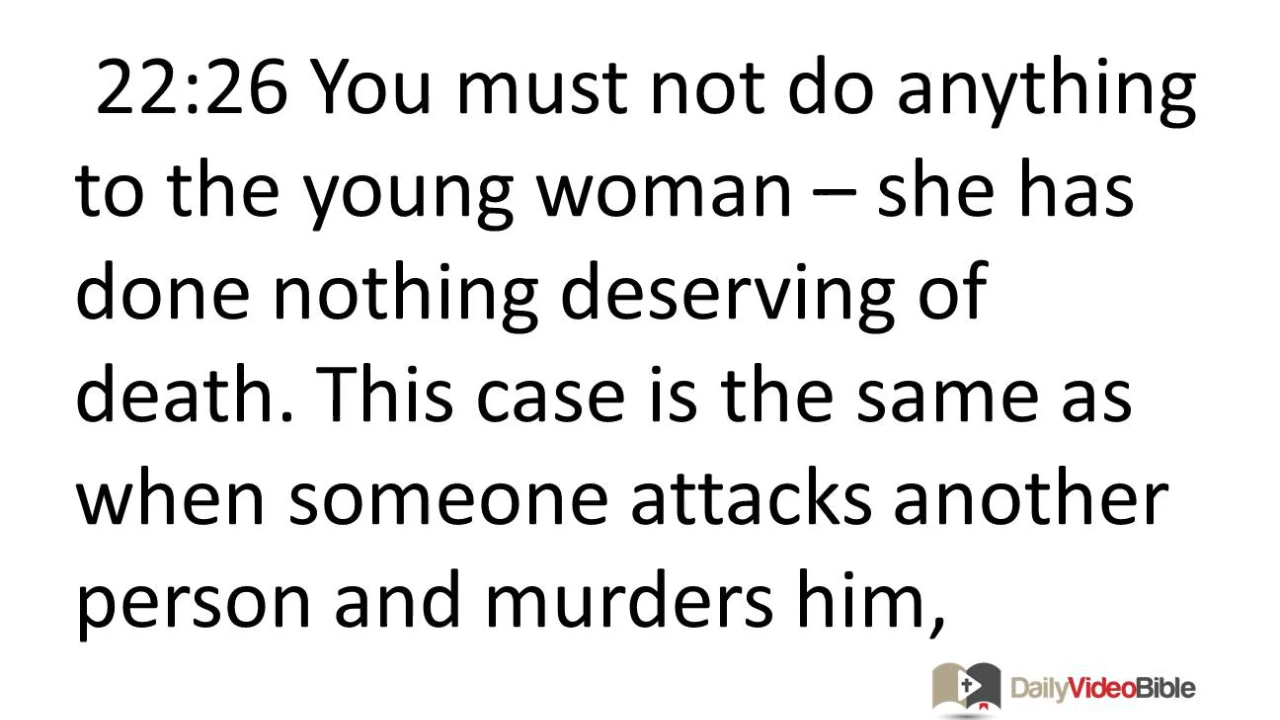 22:26 You must not do anything
to the young woman – she has
done nothing deserving of
death. This case is the same as
when someone attacks another
person and murders him,
DailyVideoBible